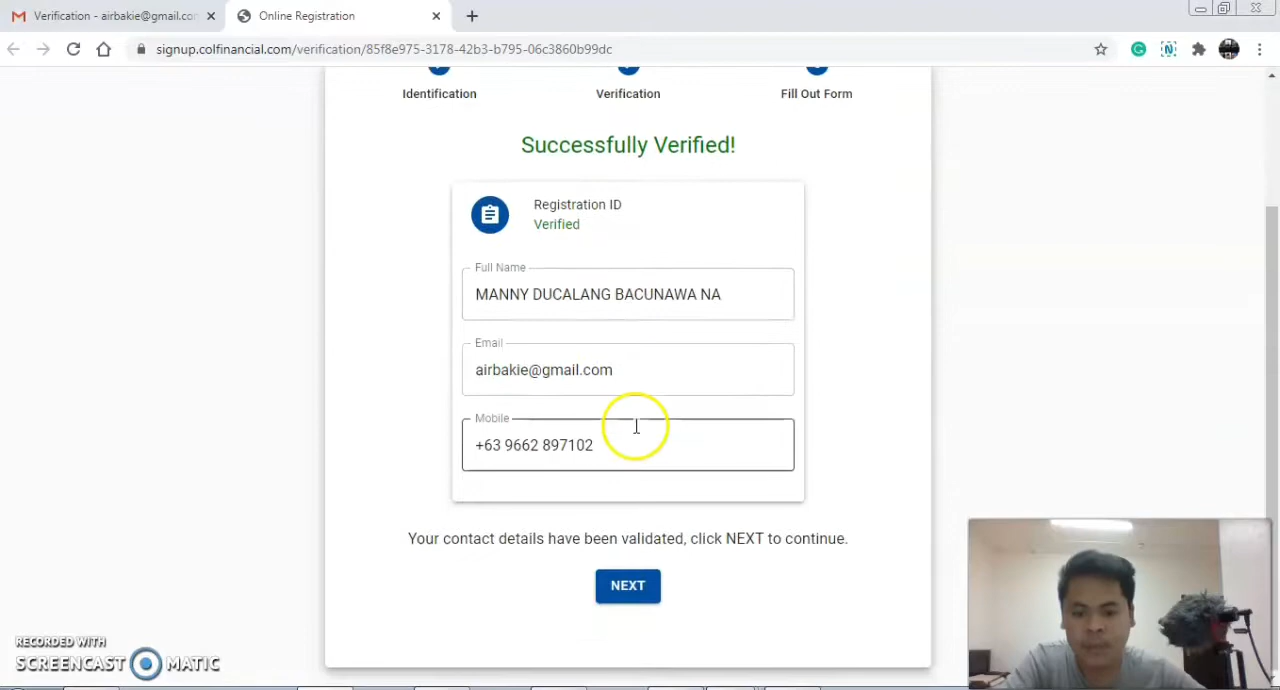 Verification - airbakie@gmail.com
Online Registration
signup.colfinancial.com/verification/85f8e975-3178-42b3-b795-06c3860b99dc
Identification
Verification
Fill Out Form
Successfully Verified!
Registration ID
Verified
Full Name
MANNY DUCALANG BACUNAWA NA
Email
airbakie@gmail.com
Mobile
+63 9662 897102
Your contact details have been validated, click NEXT to continue.
NEXT
RECORDED WITH
SCREENCAST MATIC